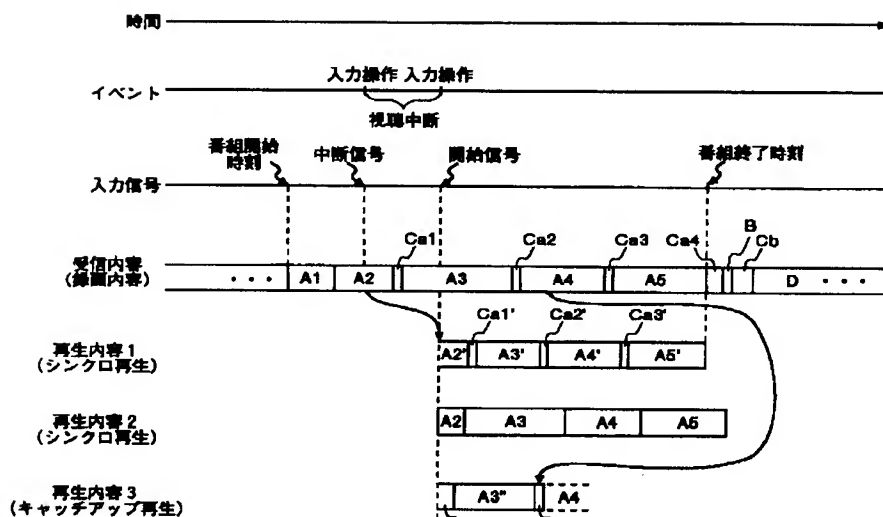 時間
イベント
入力操作 入力操作
視聴中断
番組開始
時刻
中断信号
開始信号
番組終了時刻
入力信号
Ca1
Ca2
Ca3
Ca4
B
Cb
受信内容
(録画内容)
・・・ A1 A2 A3 A4 A5 D ・・・
Ca1'
Ca2'
Ca3'
再生内容1
(シンクロ再生)
A2" A3' A4' A5'
再生内容2
(シンクロ再生)
A2 A3 A4 A5
再生内容3
(キャッチアップ再生)
A3" A4